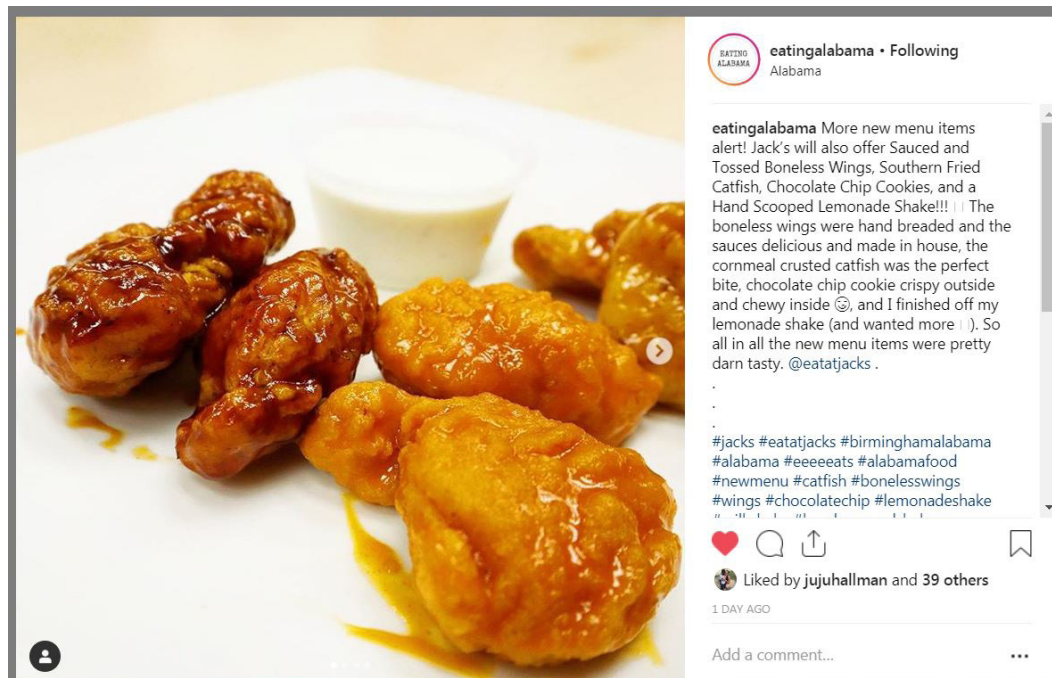 EATING
ALABAMA
eatingalabama • Following
Alabama
eatingalabama More new menu items
alert! Jack's will also offer Sauced and
Tossed Boneless Wings, Southern Fried
Catfish, Chocolate Chip Cookies, and a
Hand Scooped Lemonade Shake!!! The
boneless wings were hand breaded and the
sauces delicious and made in house, the
cornmeal crusted catfish was the perfect
bite, chocolate chip cookie crispy outside
and chewy inside 😋, and I finished off my
lemonade shake (and wanted more ). So
all in all the new menu items were pretty
darn tasty. @eatatjacks .
.
.
.
#jacks #eatatjacks #birminghamalabama
#alabama #eeeeeats #alabamafood
#newmenu #catfish #bonelesswings
#wings #chocolatechip #lemonadeshake
Liked by jujuhallman and 39 others
1 DAY AGO
Add a comment...